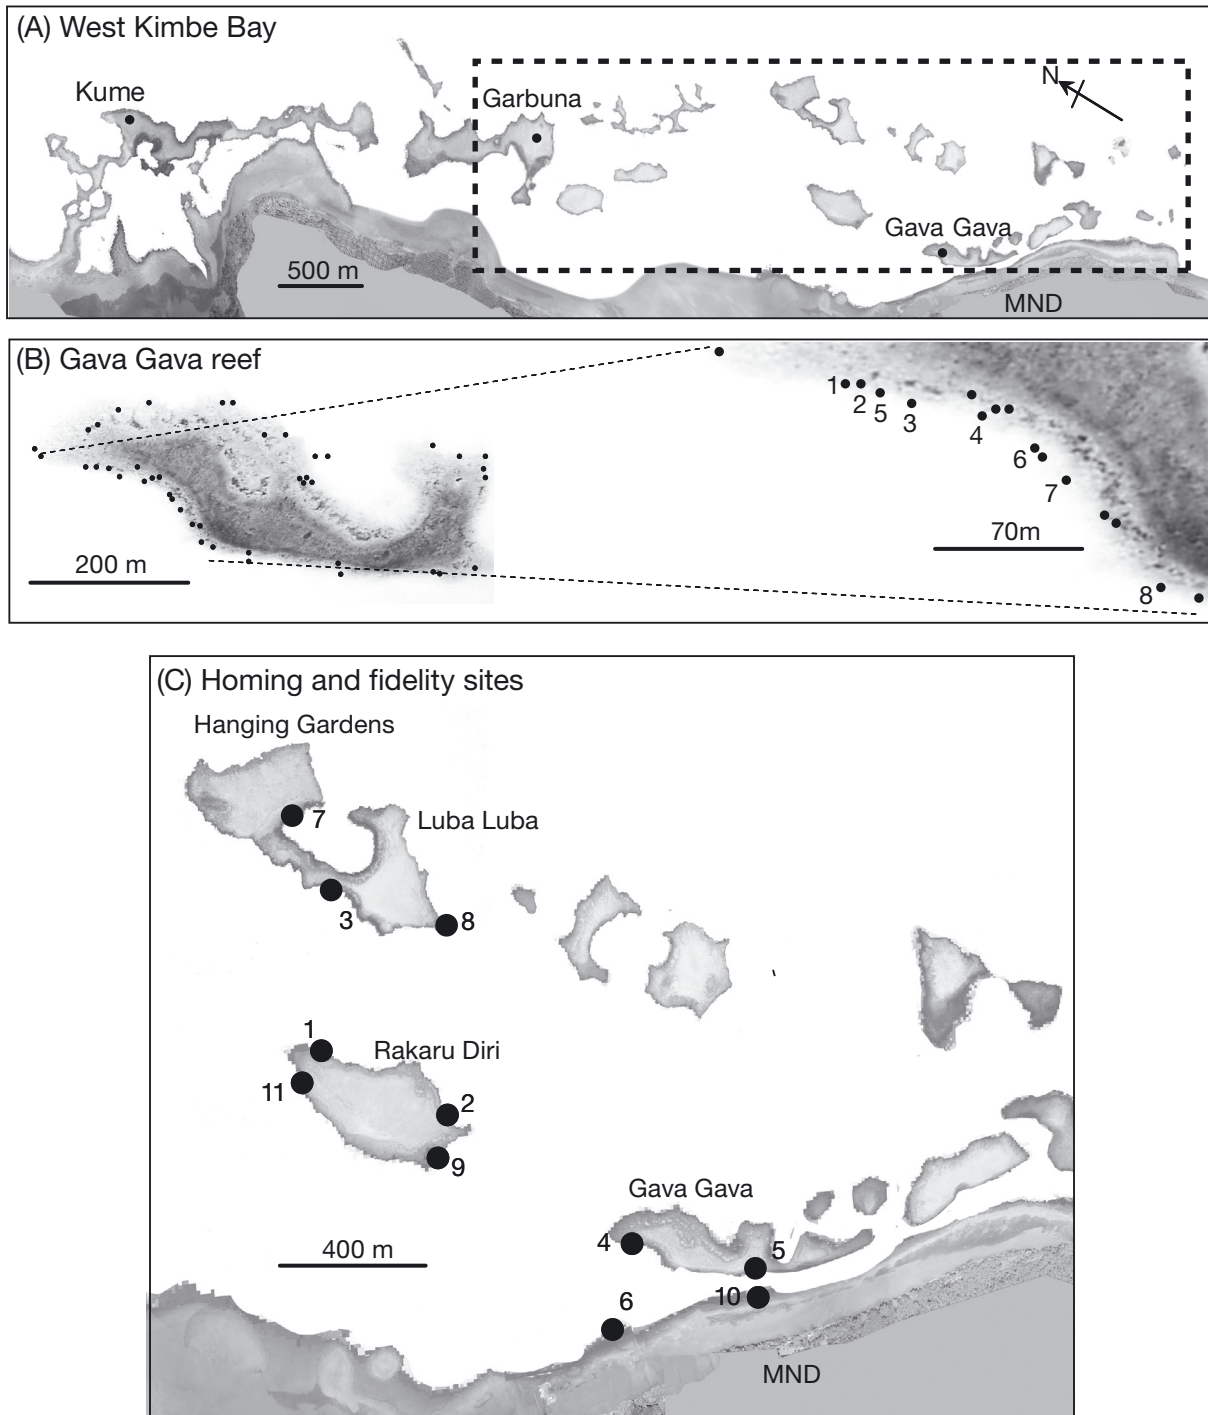 (A) West Kimbe Bay
N
Kume
Garbuna
Gava Gava
500 m
MND
(B) Gava Gava reef
1
2
5
3
4
6
7
8
200 m
70m
(C) Homing and fidelity sites
Hanging Gardens
7
Luba Luba
3
8
1
Rakaru Diri
11
2
9
Gava Gava
4
5
400 m
6
10
MND